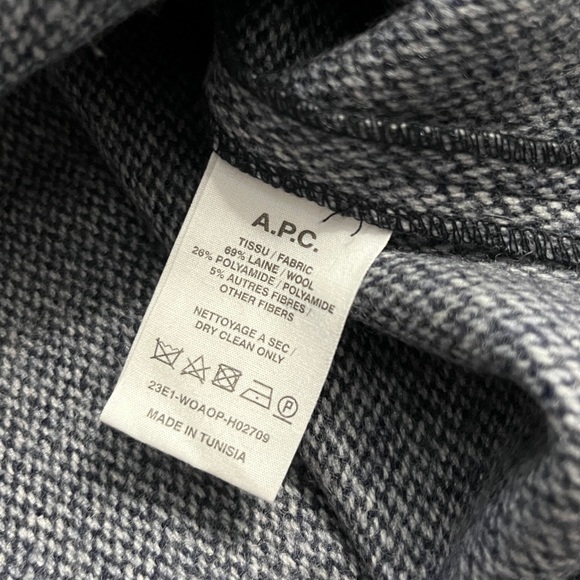 A.P.C.
TISSU / FABRIC
69% LAINE / WOOL
26% POLYAMIDE / POLYAMIDE
5% AUTRES FIBRES /
OTHER FIBERS
NETTOYAGE A SEC /
DRY CLEAN ONLY
P
23E1-WOAOP-H02709
MADE IN TUNISIA